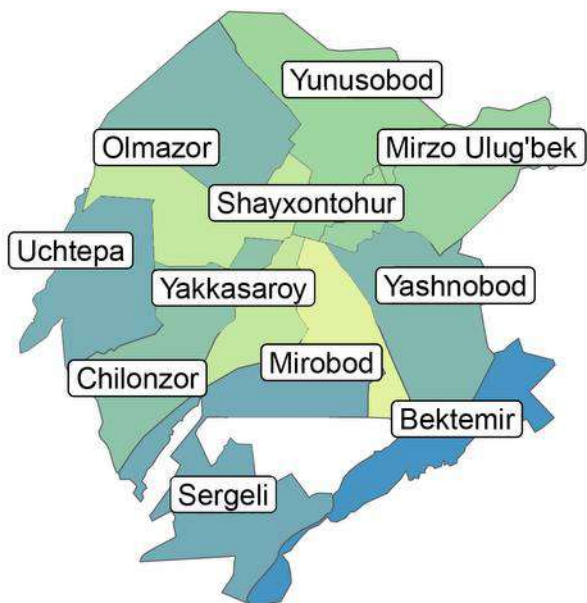 Yunusobod
Olmazor
Mirzo Ulug'bek
Shayxontohur
Uchtepa
Yakkasaroy
Yashnobod
Mirobod
Chilonzor
Bektemir
Sergeli